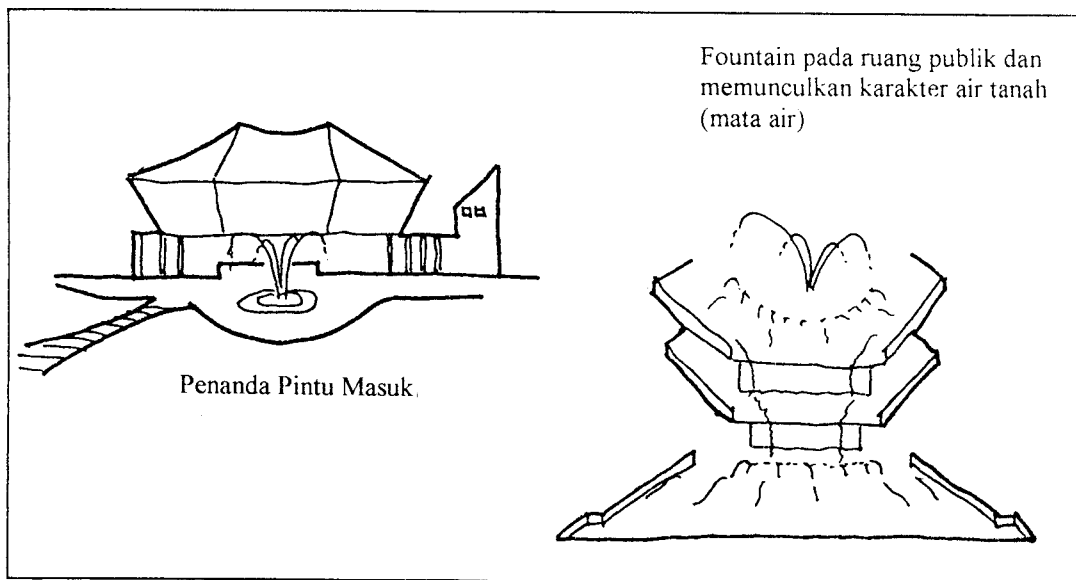 Fountain pada ruang publik dan
memunculkan karakter air tanah
(mata air)
Penanda Pintu Masuk